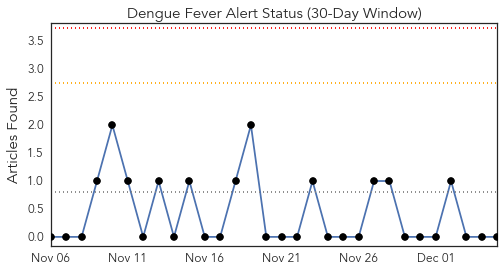 Dengue Fever Alert Status (30-Day Window)
Articles Found
3.5
3.0
2.5
2.0
1.5
1.0
0.5
0.0
Nov 06 Nov 11 Nov 16 Nov 21 Nov 26 Dec 01